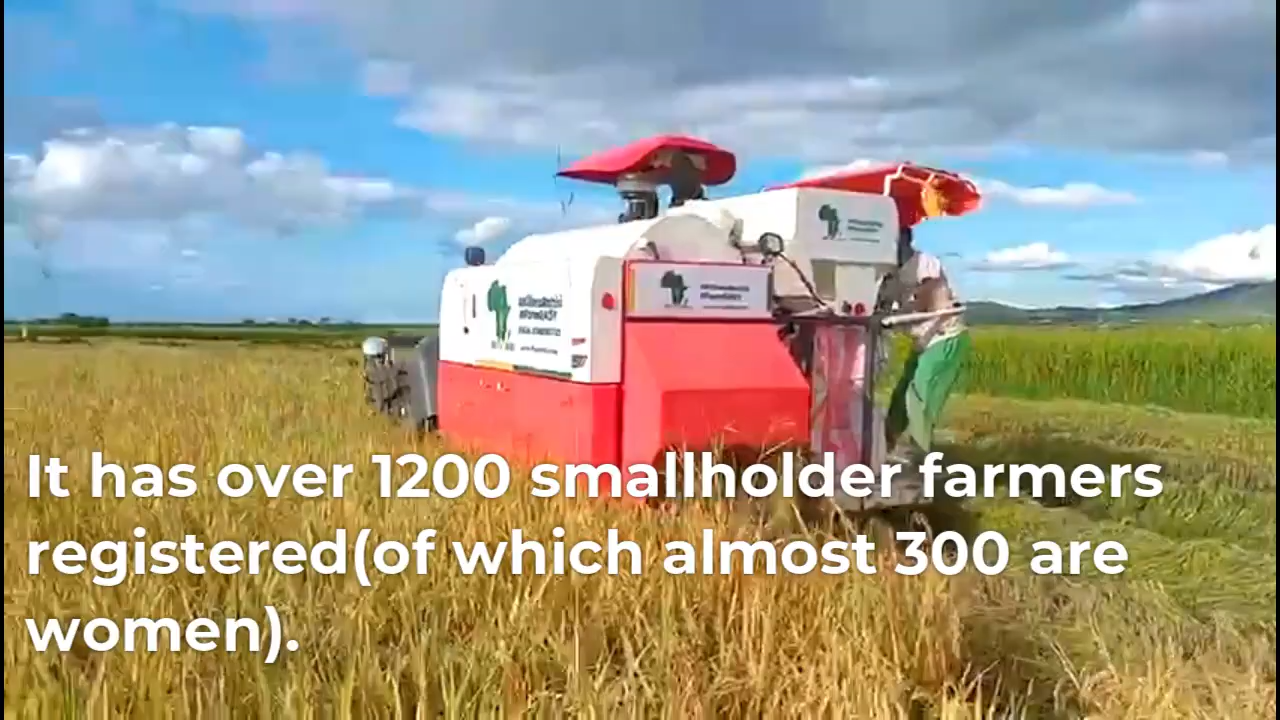 It has over 1200 smallholder farmers
registered(of which almost 300 are
women).